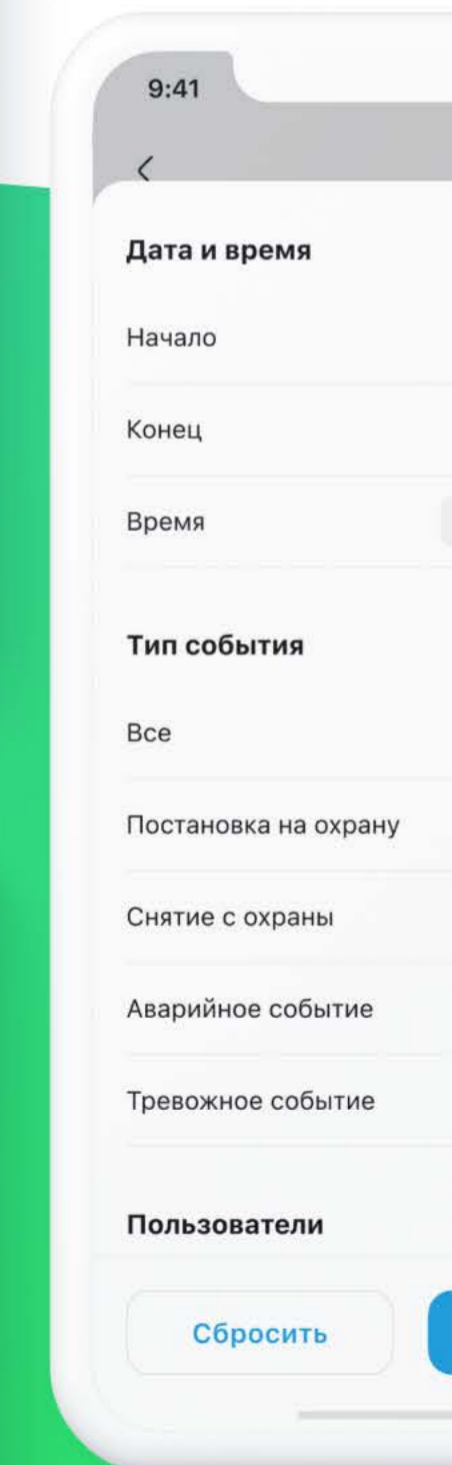 9:41
Дата и время
Начало
Конец
Время
Тип события
Все
Постановка на охрану
Снятие с охраны
Аварийное событие
Тревожное событие
Пользователи
Сбросить